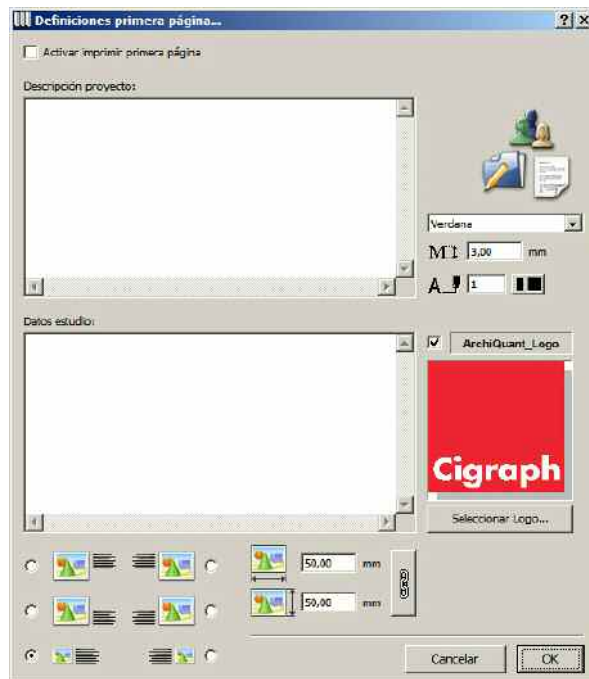 Definiciones primera página...
Activar imprimir primera página
Descripción proyecto:
Verdana
M 3,00 mm
A 1
Datos estudio:
ArchiQuant_Logo
Cigraph
Seleccionar Logo...
50,00 mm
50,00 mm
Cancelar
OK